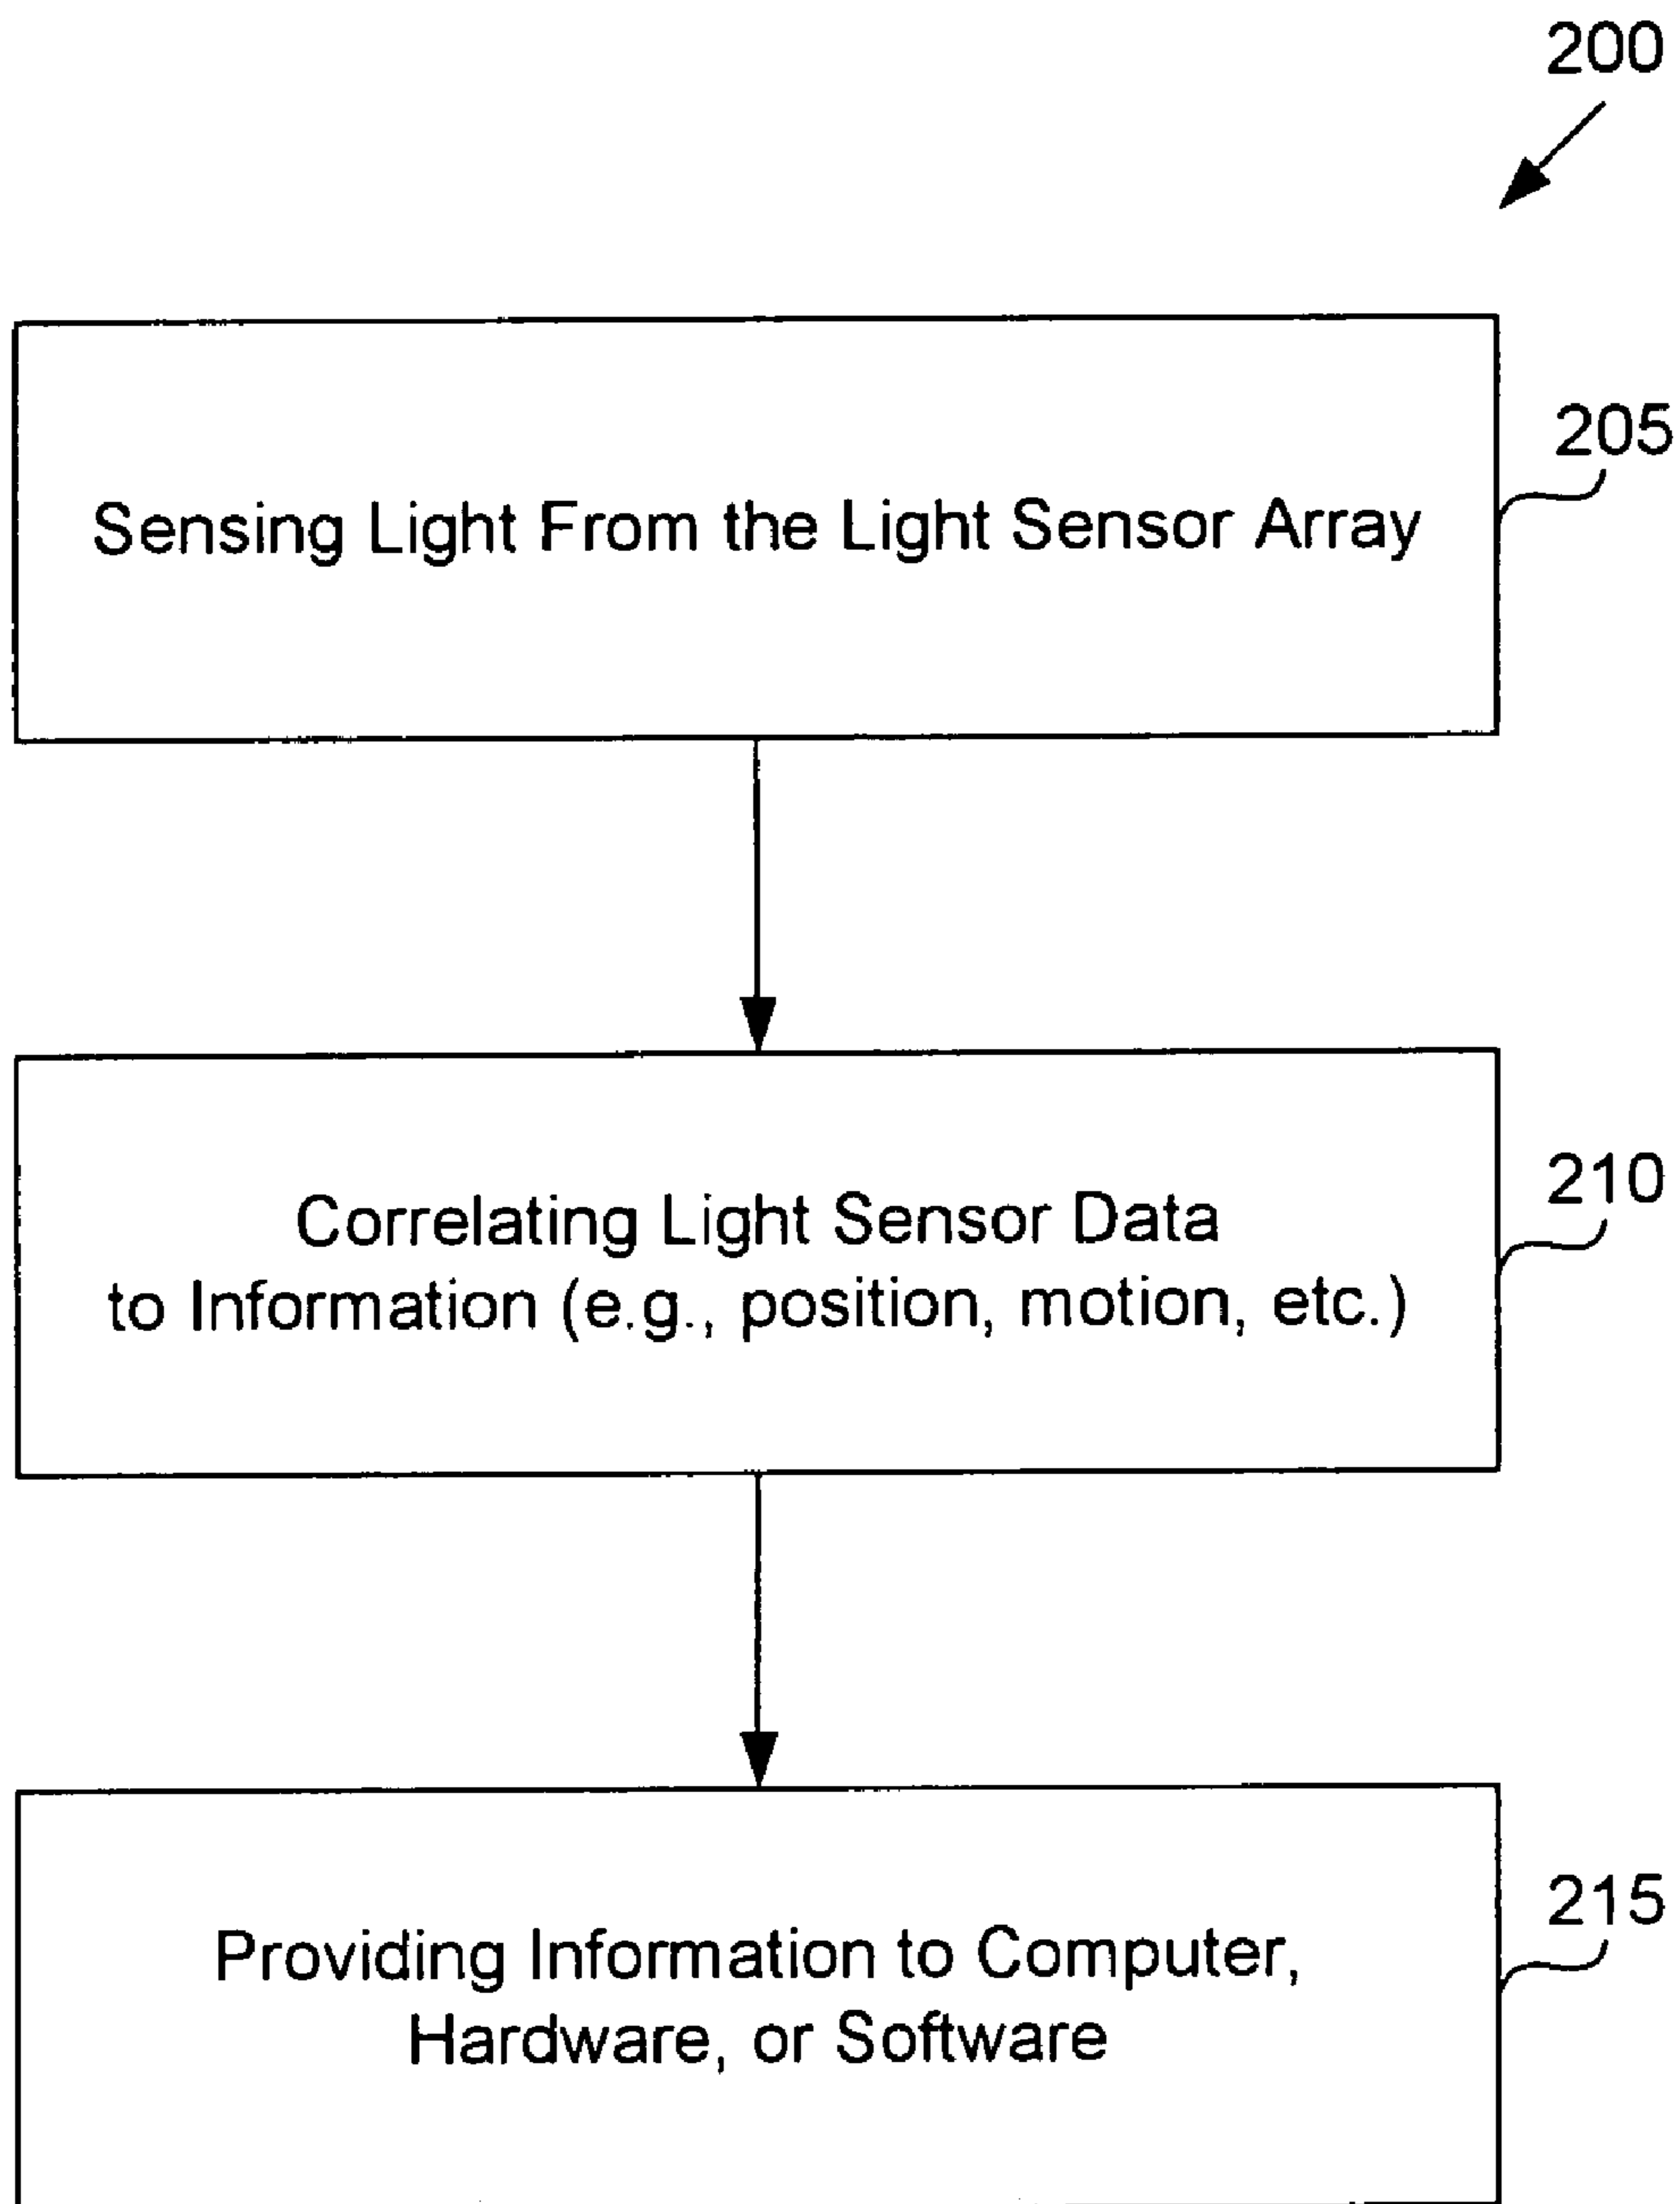 200
205
Sensing Light From the Light Sensor Array
210
Correlating Light Sensor Data
to Information (e.g., position, motion, etc.)
215
Providing Information to Computer,
Hardware, or Software